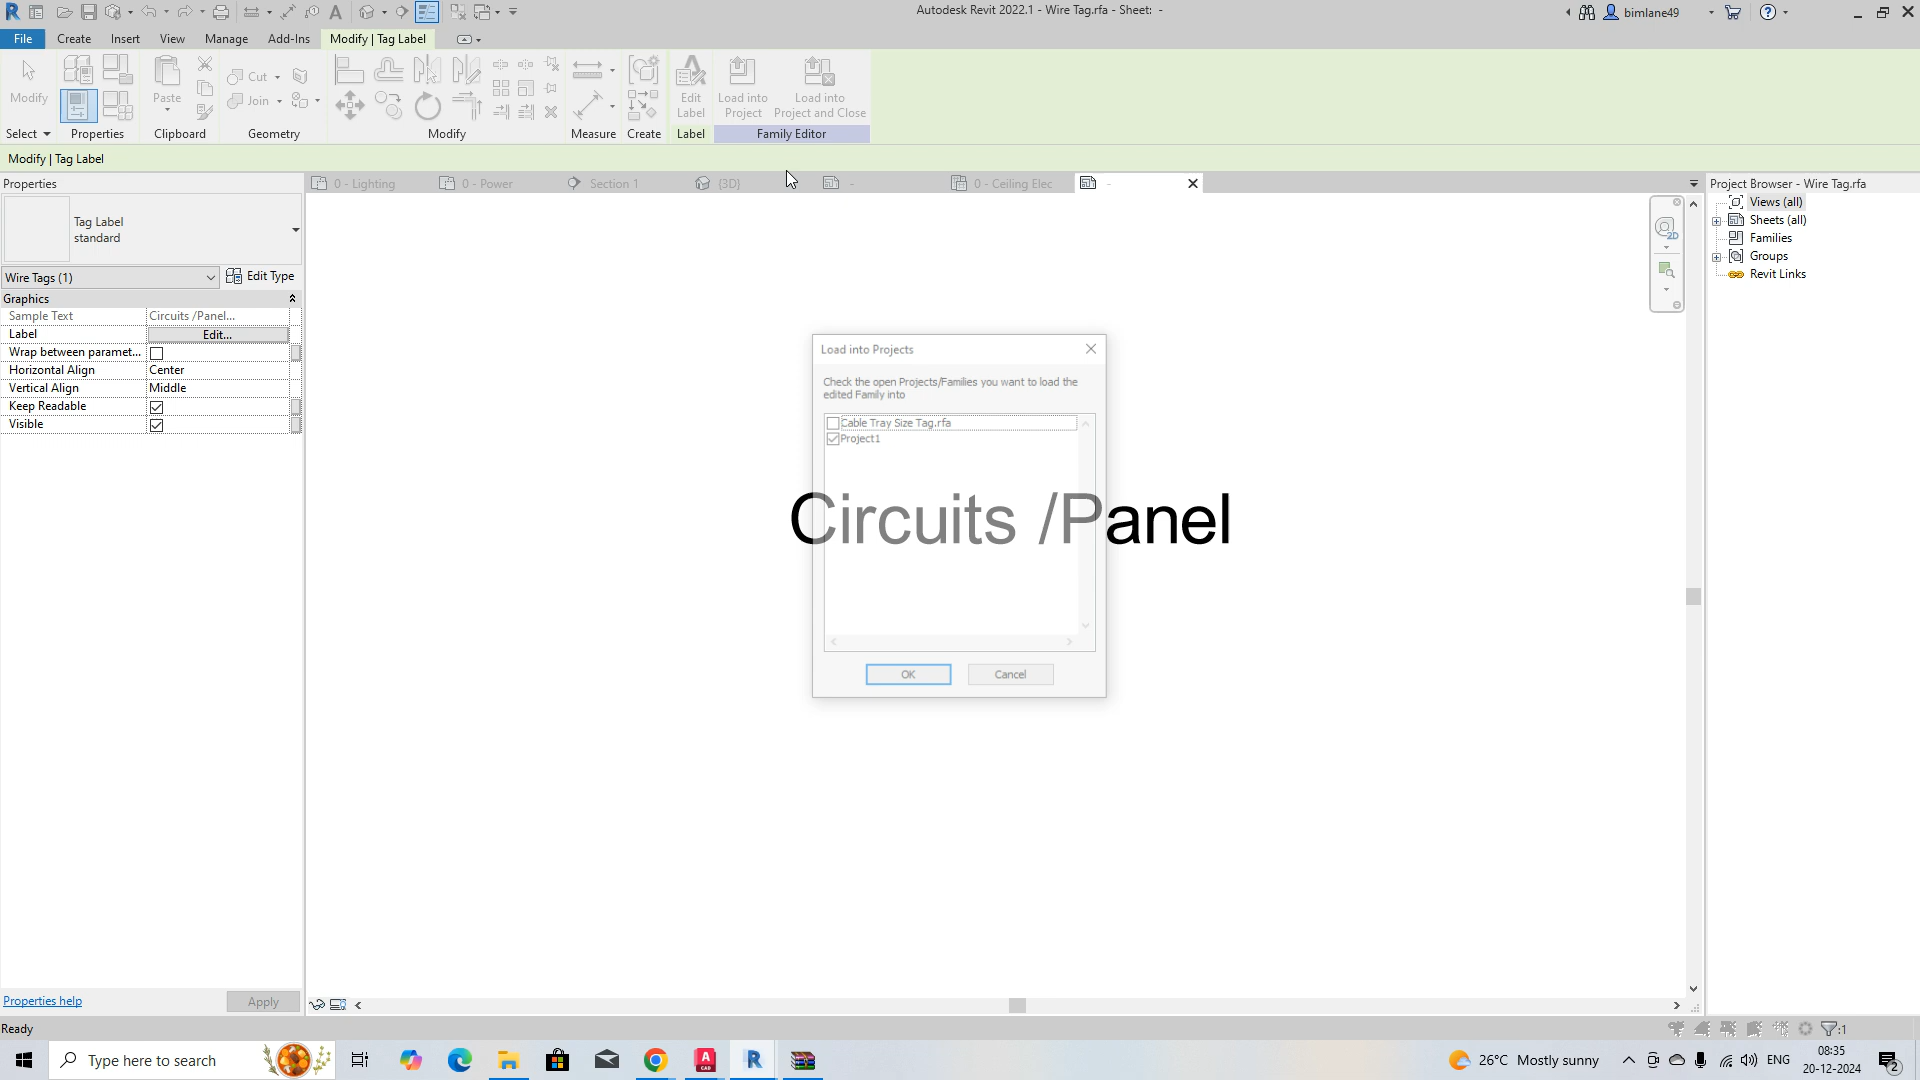 Autodesk Revit 2022.1 - Wire Tag.rfa - Sheet: -
bimlane49
File
Create
Insert
View
Manage
Add-Ins
Modify | Tag Label
Modify
Paste
Cut
Join
Edit
Label
Load into
Project
Load into
Project and Close
Select
Properties
Clipboard
Geometry
Modify
Measure
Create
Label
Family Editor
Modify | Tag Label
Properties
0 - Lighting
0 - Power
Section 1
{3D}
-
0 - Ceiling Elec
-
Project Browser - Wire Tag.rfa
Tag Label
standard
Wire Tags (1)
Edit Type
Graphics
Sample Text
Circuits /Panel...
Label
Edit...
Wrap between paramet...
Horizontal Align
Center
Vertical Align
Middle
Keep Readable
Visible
Views (all)
Sheets (all)
Families
Groups
Revit Links
2D
Load into Projects
Check the open Projects/Families you want to load the
edited Family into
Cable Tray Size Tag.rfa
Project1
OK
Cancel
Circuits /Panel
Properties help
Apply
Ready
:1
Type here to search
26°C Mostly sunny
ENG
08:35
20-12-2024
2